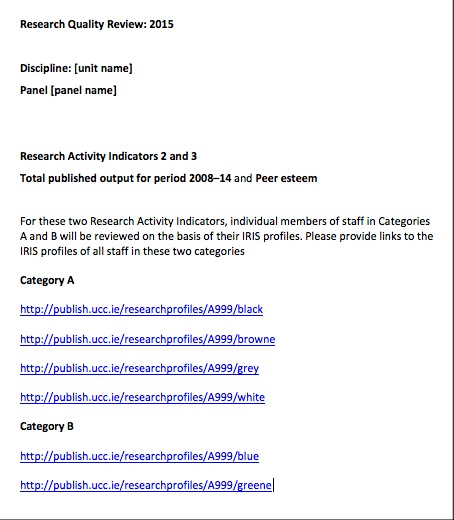 Research Quality Review: 2015
Discipline: [unit name]
Panel [panel name]
Research Activity Indicators 2 and 3
Total published output for period 2008–14 and Peer esteem
For these two Research Activity Indicators, individual members of staff in Categories
A and B will be reviewed on the basis of their IRIS profiles. Please provide links to the
IRIS profiles of all staff in these two categories
Category A
http://publish.ucc.ie/researchprofiles/A999/black
http://publish.ucc.ie/researchprofiles/A999/browne
http://publish.ucc.ie/researchprofiles/A999/grey
http://publish.ucc.ie/researchprofiles/A999/white
Category B
http://publish.ucc.ie/researchprofiles/A999/blue
http://publish.ucc.ie/researchprofiles/A999/greene